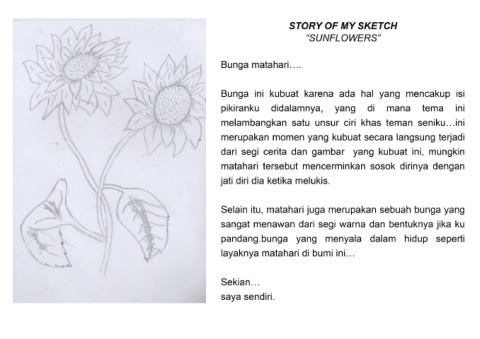 STORY OF MY SKETCH
“SUNFLOWERS”
Bunga matahari….
Bunga ini kubuat karena ada hal yang mencakup isi
pikiranku didalamnya, yang di mana tema ini
melambangkan satu unsur ciri khas teman seniku…ini
merupakan momen yang kubuat secara langsung terjadi
dari segi cerita dan gambar yang kubuat ini, mungkin
matahari tersebut mencerminkan sosok dirinya dengan
jati diri dia ketika melukis.
Selain itu, matahari juga merupakan sebuah bunga yang
sangat menawan dari segi warna dan bentuknya jika ku
pandang.bunga yang menyala dalam hidup seperti
layaknya matahari di bumi ini…
Sekian…
saya sendiri.